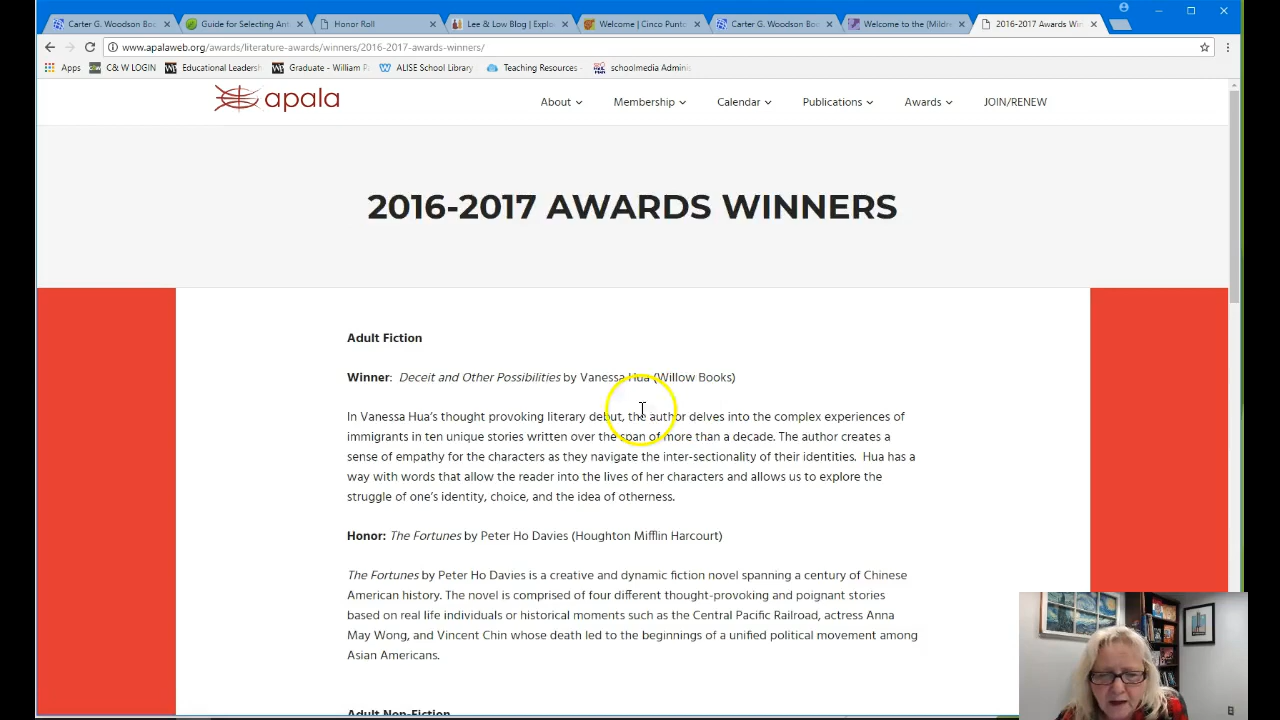 Carter G. Woodson Boo
Guide for Selecting Ant
Honor Roll
Lee & Low Blog | Explo
Welcome | Cinco Punto
Carter G. Woodson Boo
Welcome to the (Mildre
2016-2017 Awards Win
www.apalaweb.org/awards/literature-awards/winners/2016-2017-awards-winners/
Apps
C& W LOGIN
Educational Leadersh
Graduate - William P
ALISE School Library
Teaching Resources -
schoolmedia Admini
apala
About
Membership
Calendar
Publications
Awards
JOIN/RENEW
2016-2017 AWARDS WINNERS
Adult Fiction
Winner: Deceit and Other Possibilities by Vanessa Hua (Willow Books)
In Vanessa Hua's thought provoking literary debut, the author delves into the complex experiences of
immigrants in ten unique stories written over the span of more than a decade. The author creates a
sense of empathy for the characters as they navigate the inter-sectionality of their identities. Hua has a
way with words that allow the reader into the lives of her characters and allows us to explore the
struggle of one's identity, choice, and the idea of otherness.
Honor: The Fortunes by Peter Ho Davies (Houghton Mifflin Harcourt)
The Fortunes by Peter Ho Davies is a creative and dynamic fiction novel spanning a century of Chinese
American history. The novel is comprised of four different thought-provoking and poignant stories
based on real life individuals or historical moments such as the Central Pacific Railroad, actress Anna
May Wong, and Vincent Chin whose death led to the beginnings of a unified political movement among
Asian Americans.
Adult Non-Fiction